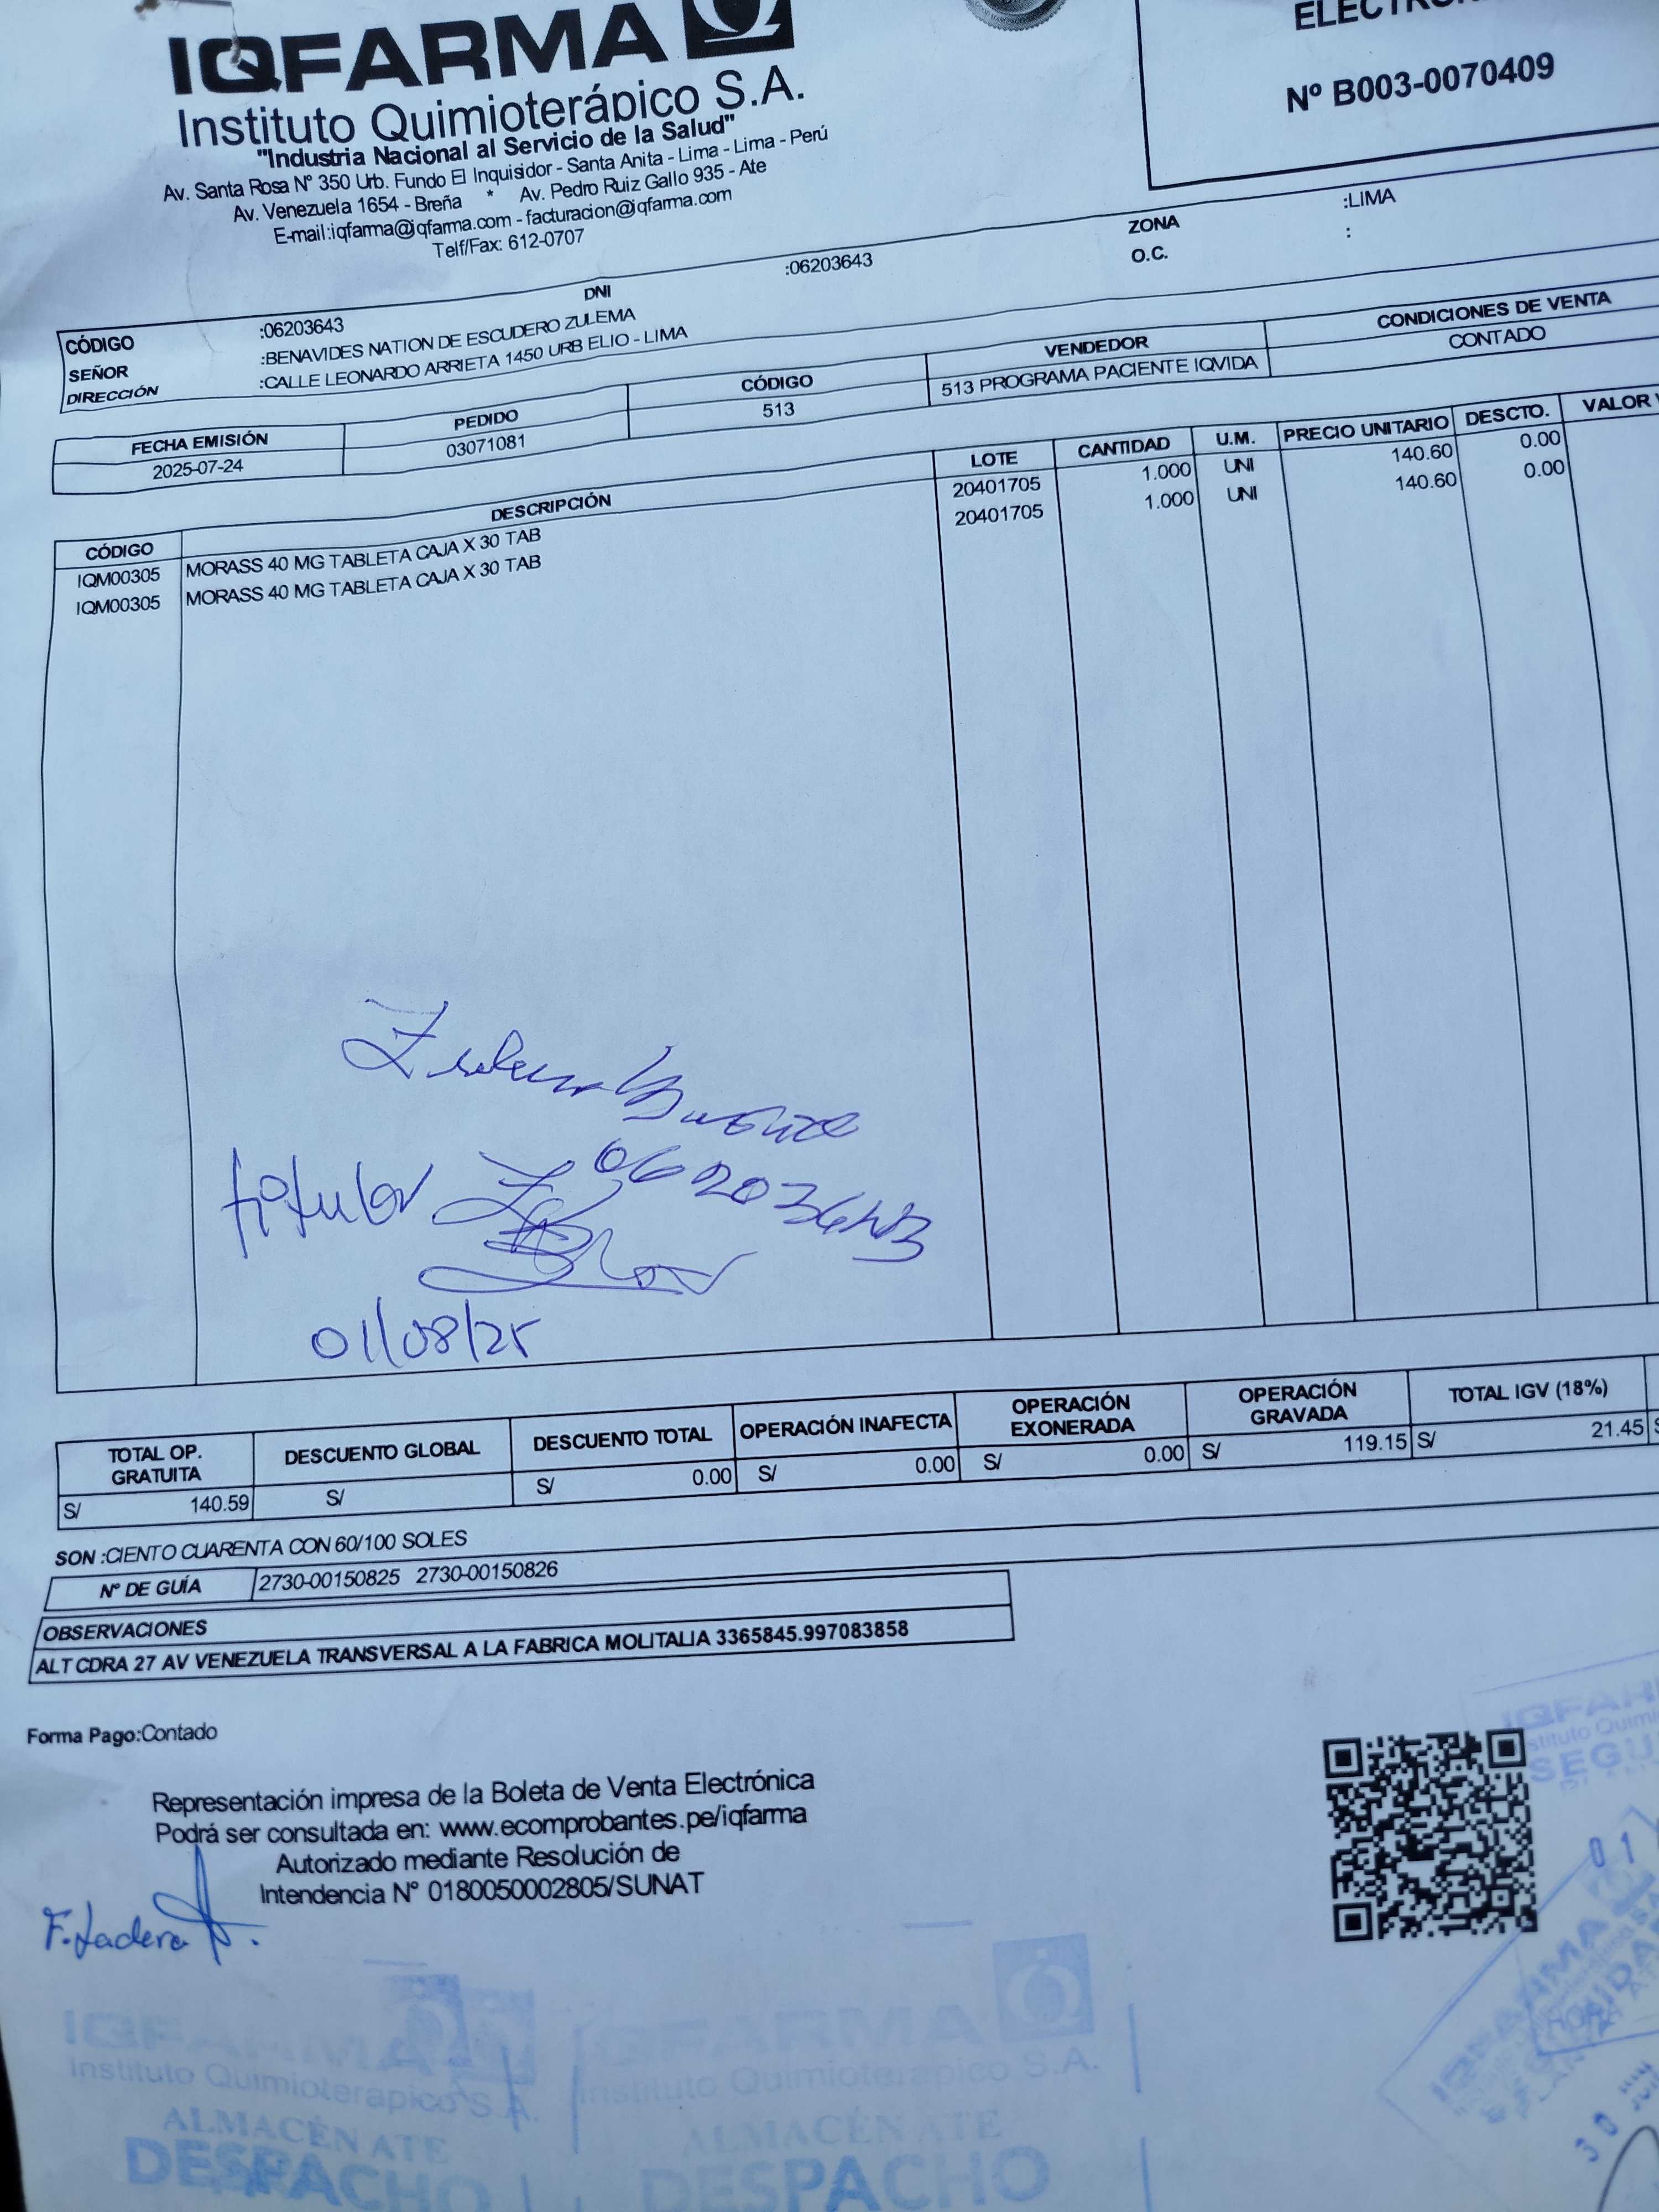 IQFARMA
Instituto Quimioterápico S.A.
"Industria Nacional al Servicio de la Salud"
Av. Santa Rosa Nº 350 Urb. Fundo El Inquisidor - Santa Anita - Lima - Lima - Perú
Av. Venezuela 1654 - Breña * Av. Pedro Ruiz Gallo 935 - Ate
E-mail:iqfarma@iqfarma.com - facturacion@iqfarma.com
Telf/Fax: 612-0707
Nº B003-0070409
CÓDIGO :06203643 DNI :06203643 ZONA :LIMA
SEÑOR :BENAVIDES NATION DE ESCUDERO ZULEMA O.C. :
DIRECCIÓN :CALLE LEONARDO ARRIETA 1450 URB ELIO - LIMA
FECHA EMISIÓN PEDIDO CÓDIGO VENDEDOR CONDICIONES DE VENTA
2025-07-24 03071081 513 513 PROGRAMA PACIENTE IQVIDA CONTADO
CÓDIGO DESCRIPCIÓN LOTE CANTIDAD U.M. PRECIO UNITARIO DESCTO. VALOR
IQM00305 MORASS 40 MG TABLETA CAJA X 30 TAB 20401705 1.000 UNI 140.60 0.00
IQM00305 MORASS 40 MG TABLETA CAJA X 30 TAB 20401705 1.000 UNI 140.60 0.00
06203643
titular
01/08/25
TOTAL OP. GRATUITA DESCUENTO GLOBAL DESCUENTO TOTAL OPERACIÓN INAFECTA OPERACIÓN EXONERADA OPERACIÓN GRAVADA TOTAL IGV (18%)
S/ 140.59 S/ S/ 0.00 S/ 0.00 S/ 0.00 S/ 119.15 S/ 21.45
SON :CIENTO CUARENTA CON 60/100 SOLES
Nº DE GUÍA 2730-00150825 2730-00150826
OBSERVACIONES
ALT CDRA 27 AV VENEZUELA TRANSVERSAL A LA FABRICA MOLITALIA 3365845.997083858
Forma Pago:Contado
Representación impresa de la Boleta de Venta Electrónica
Podrá ser consultada en: www.ecomprobantes.pe/iqfarma
Autorizado mediante Resolución de
Intendencia Nº 0180050002805/SUNAT
F. Ladera
IQFARMA IQFARMA
Instituto Quimioterapico S.A. Instituto Quimioterapico S.A.
ALMACÉN ATE ALMACÉN ATE
DESPACHO DESPACHO